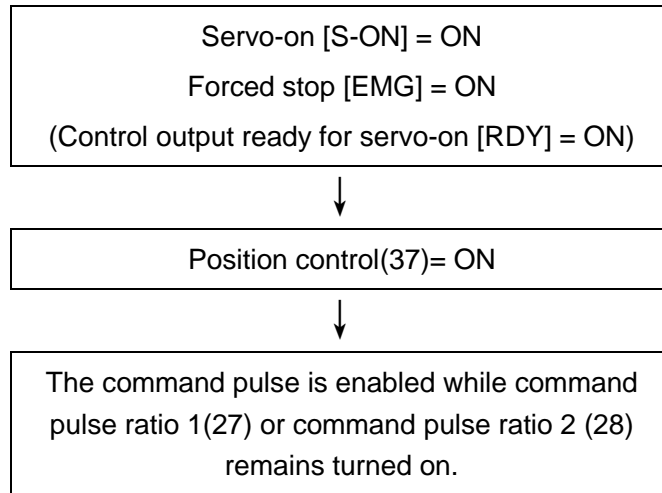 Servo-on [S-ON] = ON
Forced stop [EMG] = ON
(Control output ready for servo-on [RDY] = ON)
Position control(37)= ON
The command pulse is enabled while command
pulse ratio 1(27) or command pulse ratio 2 (28)
remains turned on.